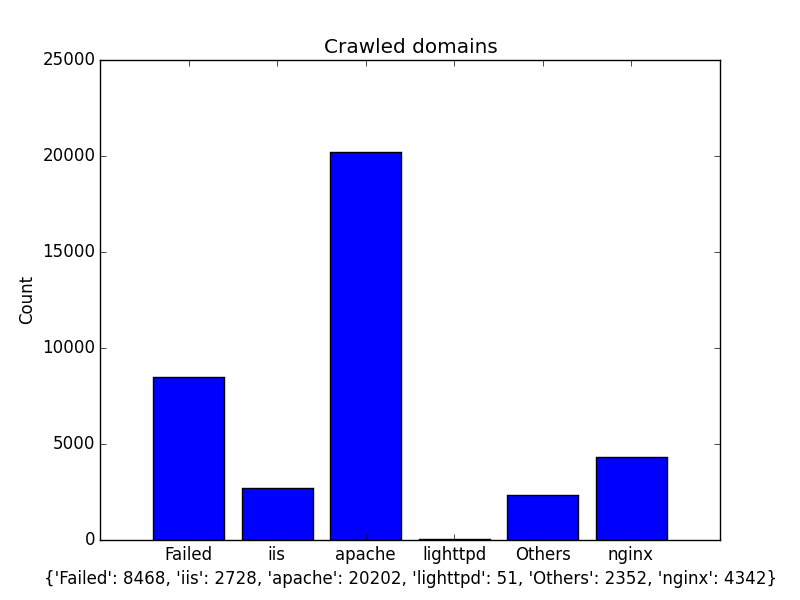 Crawled domains
25000
20000
15000
10000
5000
0
Count
Failed iis apache lighttpd Others nginx
{'Failed': 8468, 'iis': 2728, 'apache': 20202, 'lighttpd': 51, 'Others': 2352, 'nginx': 4342}